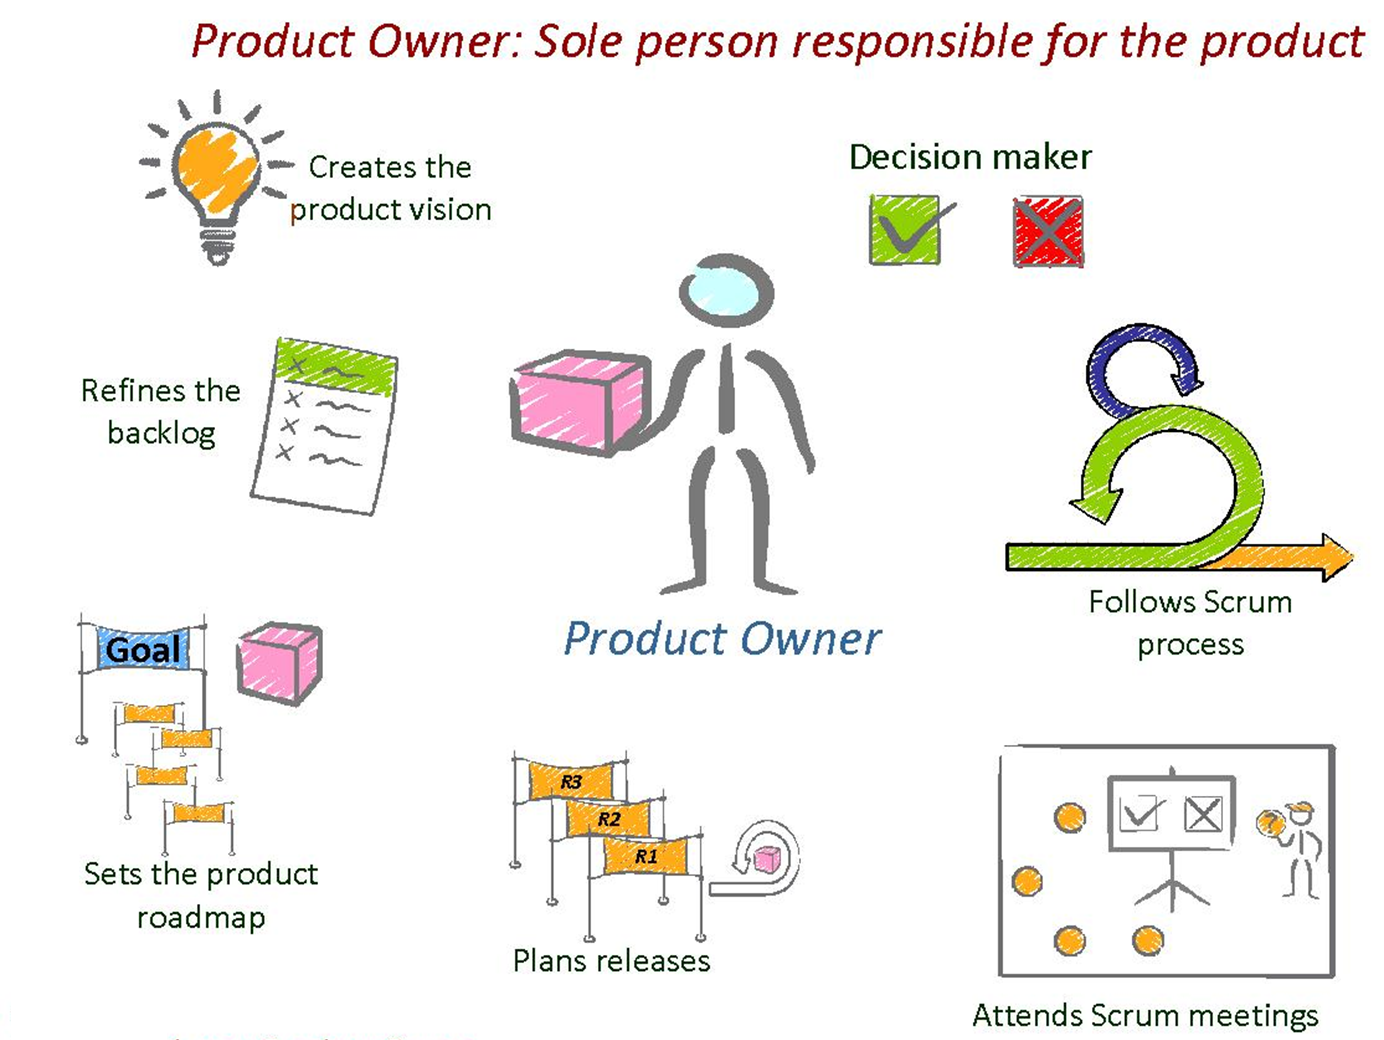 Product Owner: Sole person responsible for the product
Creates the
product vision
Decision maker
Refines the
backlog
Follows Scrum
process
Product Owner
Goal
Sets the product
roadmap
R3
R2
R1
Plans releases
?
Attends Scrum meetings